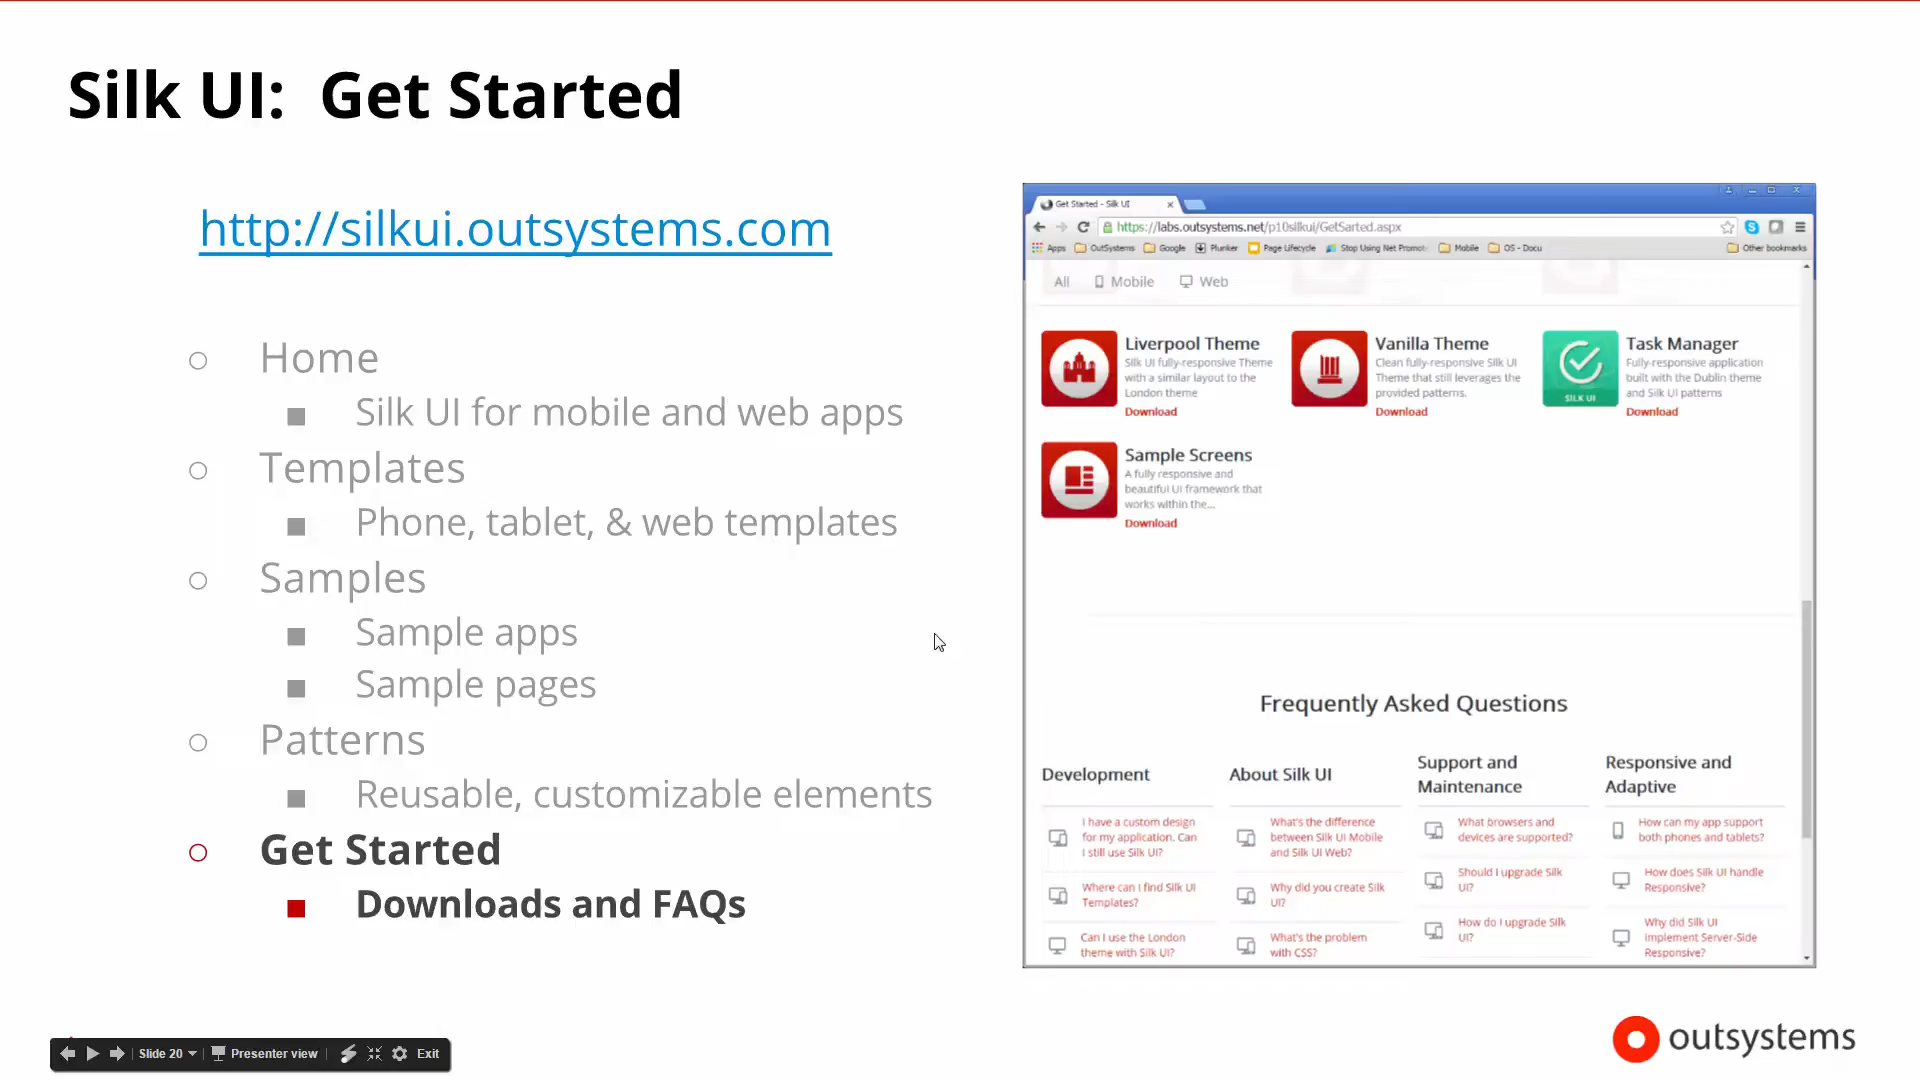 Silk UI:  Get Started
http://silkui.outsystems.com
Home
Silk UI for mobile and web apps
Templates
Phone, tablet, & web templates
Samples
Sample apps
Sample pages
Patterns
Reusable, customizable elements
Get Started
Downloads and FAQs
Get Started - Silk UI
https://labs.outsystems.net/p10silkui/GetSarted.aspx
Apps OutSystems Google Plunker Page Lifecycle Stop Using Net Promot Mobile OS - Docu Other bookmarks
All Mobile Web
Liverpool Theme
Silk UI fully-responsive Theme
with a similar layout to the
London theme
Download
Vanilla Theme
Clean fully-responsive Silk UI
Theme that still leverages the
provided patterns.
Download
Task Manager
Fully-responsive application
built with the Dublin theme
and Silk UI patterns
Download
SILK UI
Sample Screens
A fully responsive and
beautiful UI framework that
works within the...
Download
Frequently Asked Questions
Development
I have a custom design
for my application. Can
I still use Silk UI?
Where can I find Silk UI
Templates?
Can I use the London
theme with Silk UI?
About Silk UI
What's the difference
between Silk UI Mobile
and Silk UI Web?
Why did you create Silk
UI?
What's the problem
with CSS?
Support and
Maintenance
What browsers and
devices are supported?
Should I upgrade Silk
UI?
How do I upgrade Silk
UI?
Responsive and
Adaptive
How can my app support
both phones and tablets?
How does Silk UI handle
Responsive?
Why did Silk UI
implement Server-Side
Responsive?
Slide 20 Presenter view Exit
outsystems